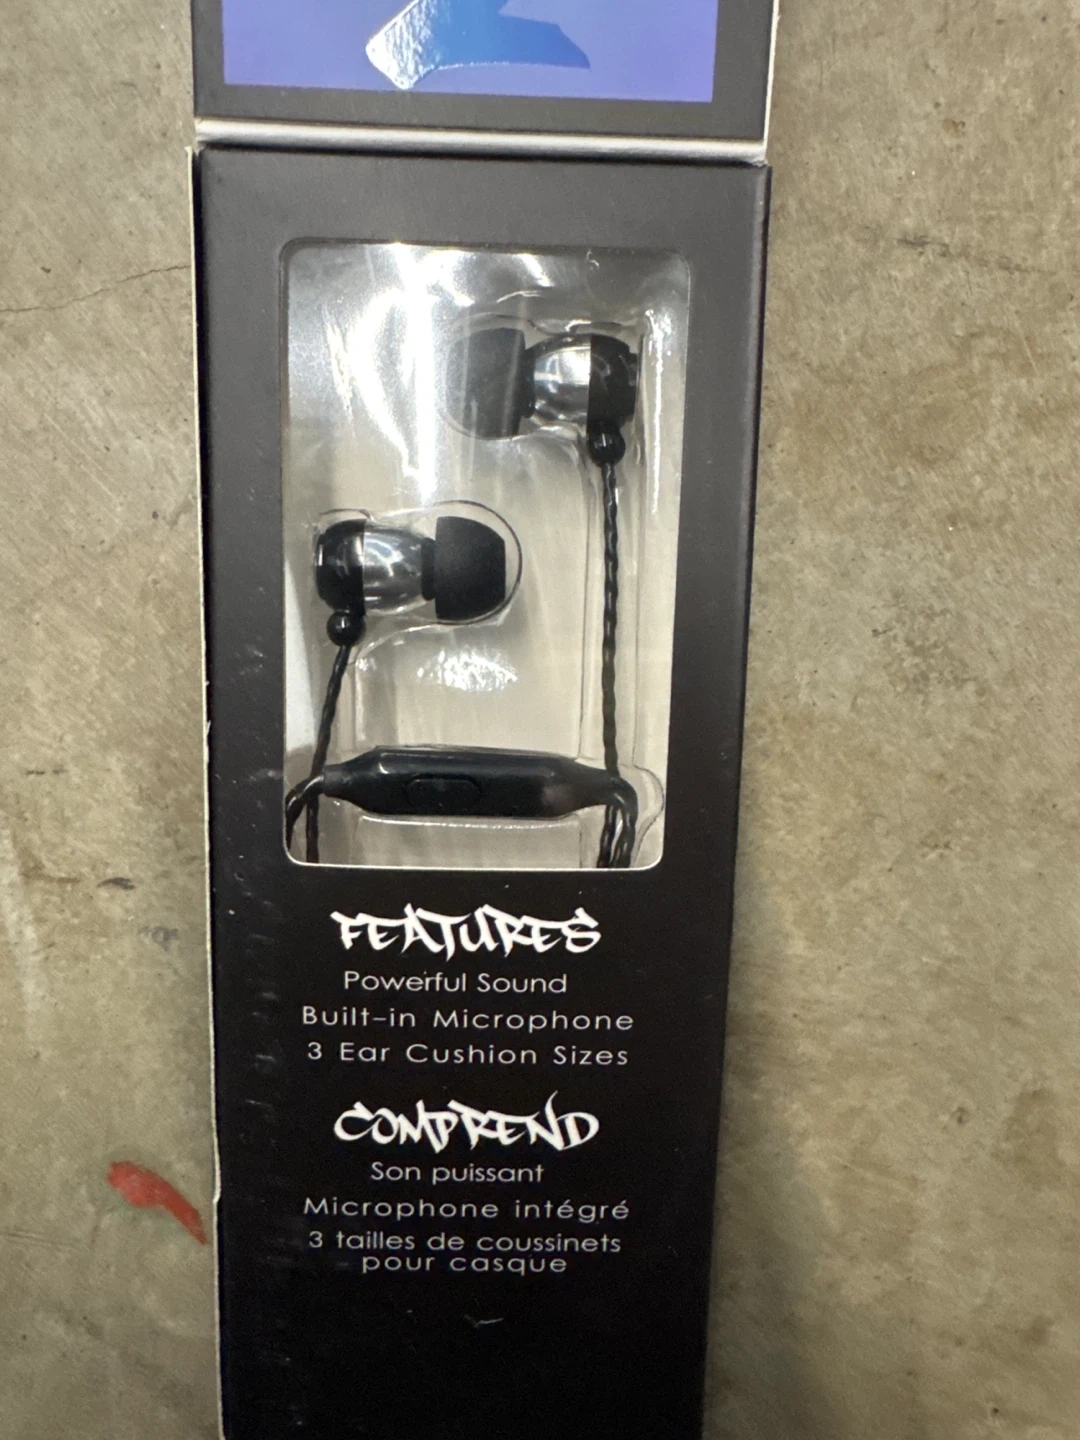 FEATURES
Powerful Sound
Built-in Microphone
3 Ear Cushion Sizes
COMPREND
Son puissant
Microphone intégré
3 tailles de coussinets
pour casque